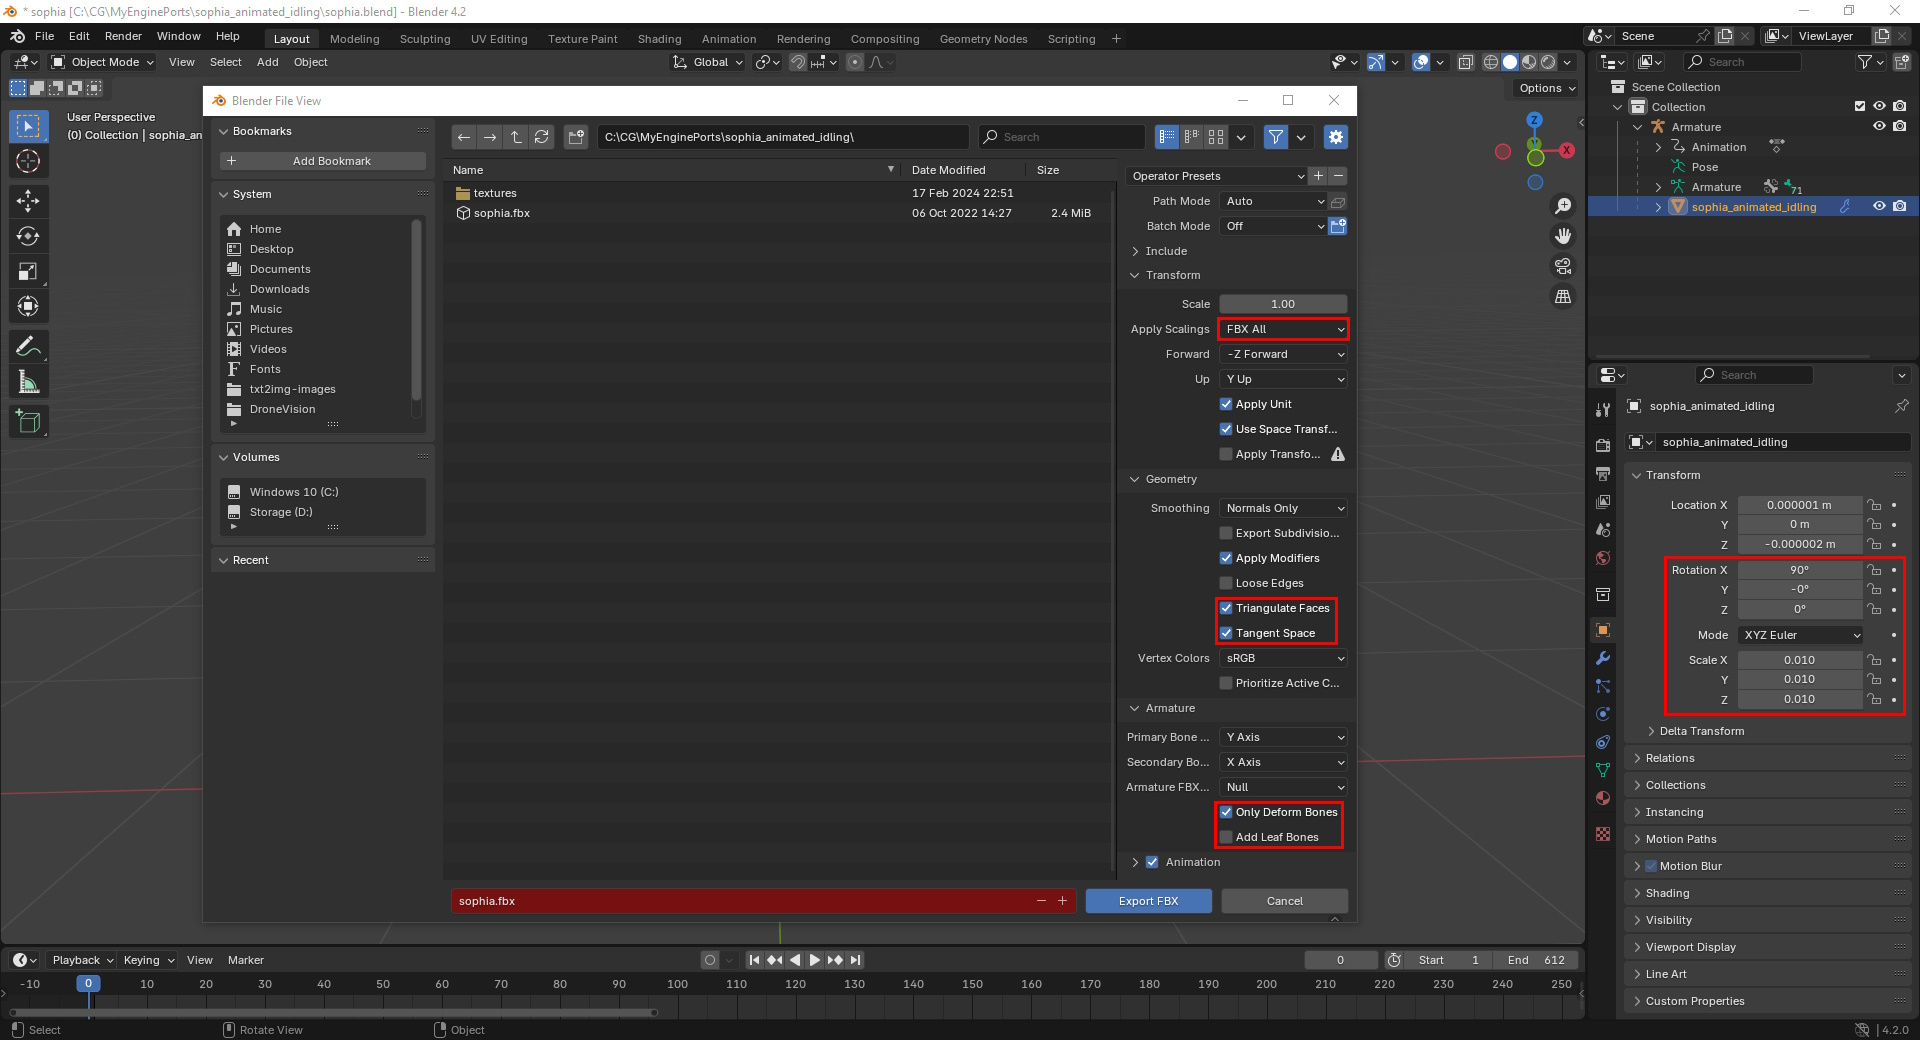 * sophia [C:\CG\MyEnginePorts\sophia_animated_idling\sophia.blend] - Blender 4.2
File Edit Render Window Help
Layout Modeling Sculpting UV Editing Texture Paint Shading Animation Rendering Compositing Geometry Nodes Scripting +
Scene
ViewLayer
Object Mode View Select Add Object
Global
Options
User Perspective
(0) Collection | sophia_an
Blender File View
Bookmarks
Add Bookmark
System
Home
Desktop
Documents
Downloads
Music
Pictures
Videos
Fonts
txt2img-images
DroneVision
Volumes
Windows 10 (C:)
Storage (D:)
Recent
C:\CG\MyEnginePorts\sophia_animated_idling\
Search
Name Date Modified Size
textures 17 Feb 2024 22:51
sophia.fbx 06 Oct 2022 14:27 2.4 MiB
Operator Presets
Path Mode Auto
Batch Mode Off
Include
Transform
Scale 1.00
Apply Scalings FBX All
Forward -Z Forward
Up Y Up
Apply Unit
Use Space Transf...
Apply Transfo...
Geometry
Smoothing Normals Only
Export Subdivisio...
Apply Modifiers
Loose Edges
Triangulate Faces
Tangent Space
Vertex Colors sRGB
Prioritize Active C...
Armature
Primary Bone ... Y Axis
Secondary Bo... X Axis
Armature FBX... Null
Only Deform Bones
Add Leaf Bones
Animation
sophia.fbx
Export FBX
Cancel
Z
X
Search
Scene Collection
Collection
Armature
Animation
Pose
Armature 71
sophia_animated_idling
Search
sophia_animated_idling
sophia_animated_idling
Transform
Location X 0.000001 m
Y 0 m
Z -0.000002 m
Rotation X 90°
Y -0°
Z 0°
Mode XYZ Euler
Scale X 0.010
Y 0.010
Z 0.010
Delta Transform
Relations
Collections
Instancing
Motion Paths
Motion Blur
Shading
Visibility
Viewport Display
Line Art
Custom Properties
Playback Keying View Marker
0
Start 1
End 612
-10 0 10 20 30 40 50 60 70 80 90 100 110 120 130 140 150 160 170 180 190 200 210 220 230 240 250
Select
Rotate View
Object
4.2.0